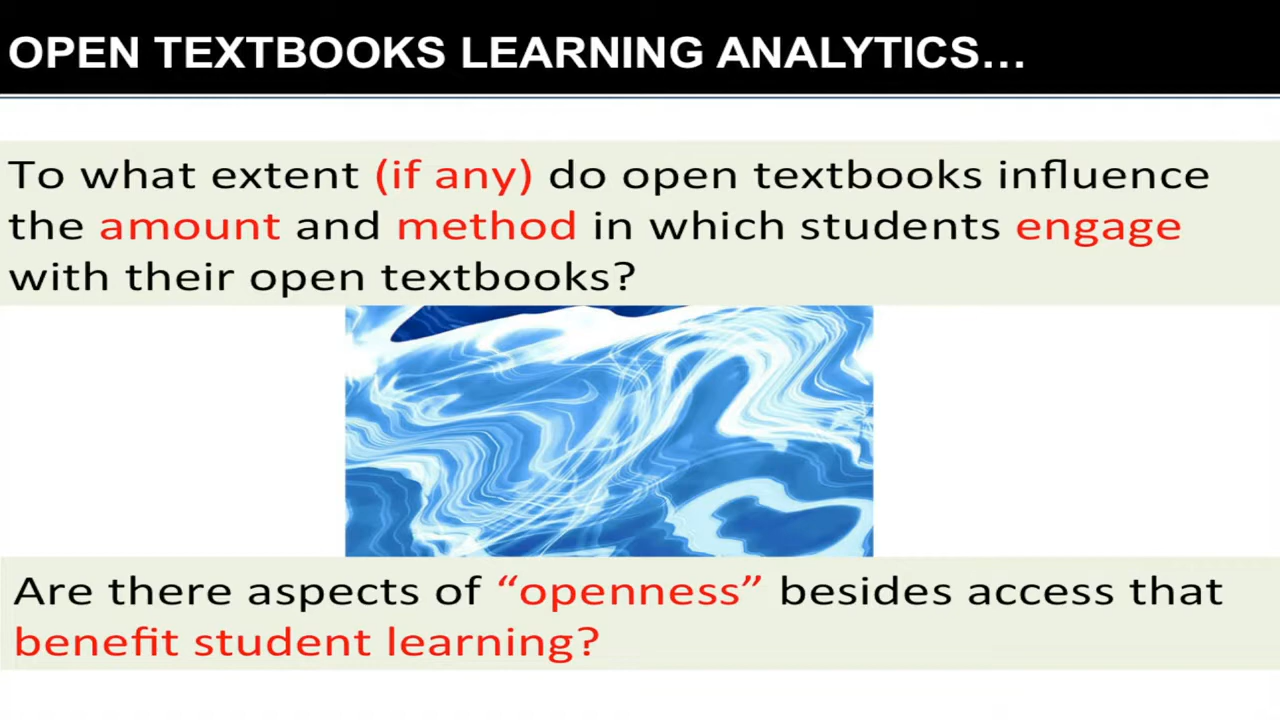 OPEN TEXTBOOKS LEARNING ANALYTICS...
To what extent (if any) do open textbooks influence
the amount and method in which students engage
with their open textbooks?
Are there aspects of “openness” besides access that
benefit student learning?